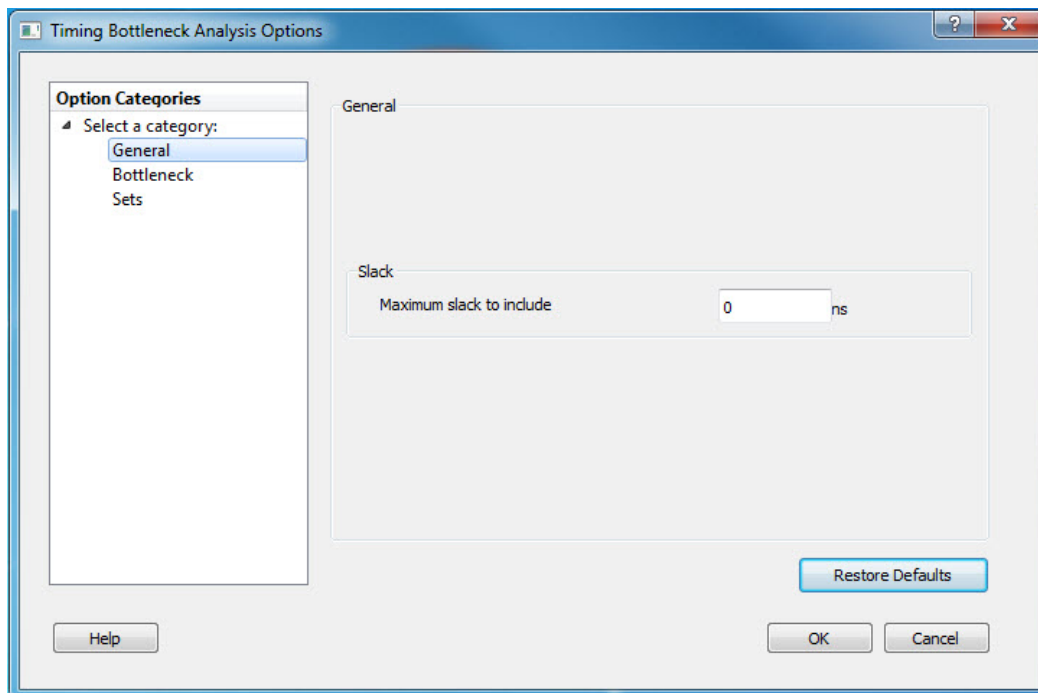 Timing Bottleneck Analysis Options
?
Option Categories
Select a category:
General
Bottleneck
Sets
General
Slack
Maximum slack to include 0 ns
Restore Defaults
Help OK Cancel